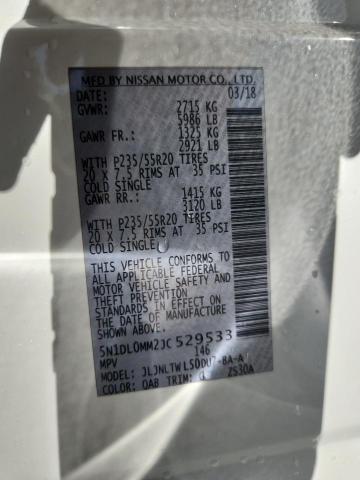 MFD BY NISSAN MOTOR CO., LTD.
DATE: 03/18
GVWR: 2715 KG
5986 LB
GAWR FR: 1325 KG
2921 LB
WITH P235/55R20 TIRES
20 X 7.5 RIMS AT 35 PSI
COLD SINGLE
GAWR RR: 1415 KG
3120 LB
WITH P235/55R20 TIRES
20 X 7.5 RIMS AT 35 PSI
COLD SINGLE
THIS VEHICLE CONFORMS TO
ALL APPLICABLE FEDERAL
MOTOR VEHICLE SAFETY AND
THEFT PREVENTION
STANDARDS IN EFFECT ON
THE DATE OF MANUFACTURE
SHOWN ABOVE
5N1DL0MM2JC529533
MPV 146
MODEL: JLJNLTWL50DU7-BA-A
COLOR: QAB TRIM: ZS30A